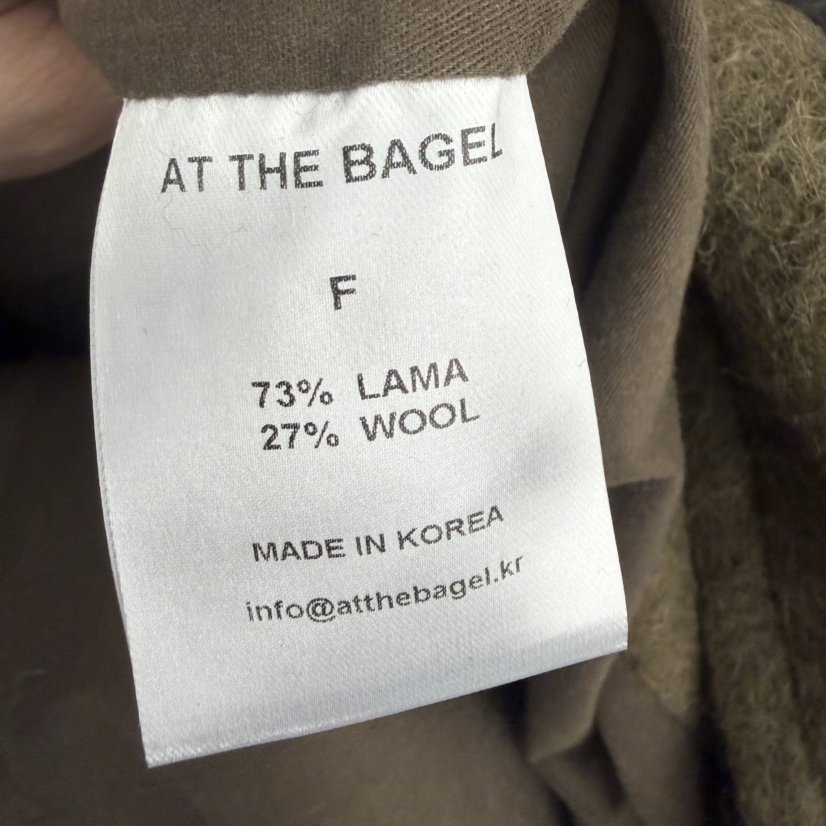 AT THE BAGEL
F
73% LAMA
27% WOOL
MADE IN KOREA
info@atthebagel.kr